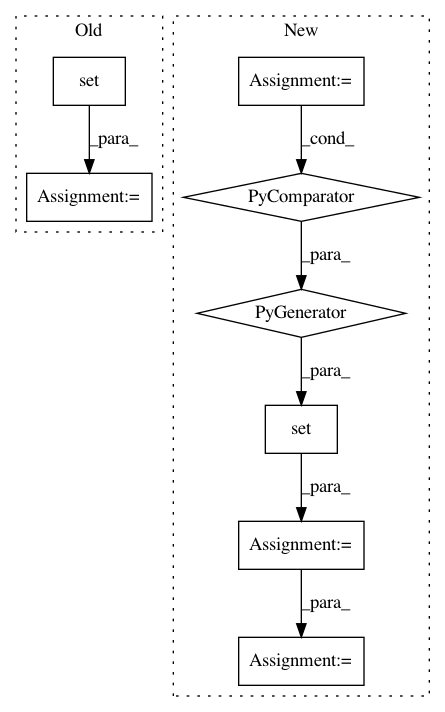 Old
set
_para_
Assignment:=
New
Assignment:=
_cond_
PyComparator
_para_
PyGenerator
_para_
set
_para_
Assignment:=
_para_
Assignment:=